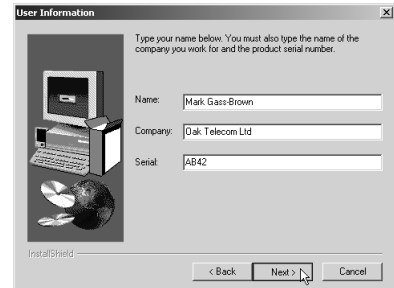 User Information
Type your name below. You must also type the name of the
company you work for and the product serial number.
Name: Mark Gass-Brown
Company: Oak Telecom Ltd
Serial: AB42
InstallShield
< Back Next > Cancel